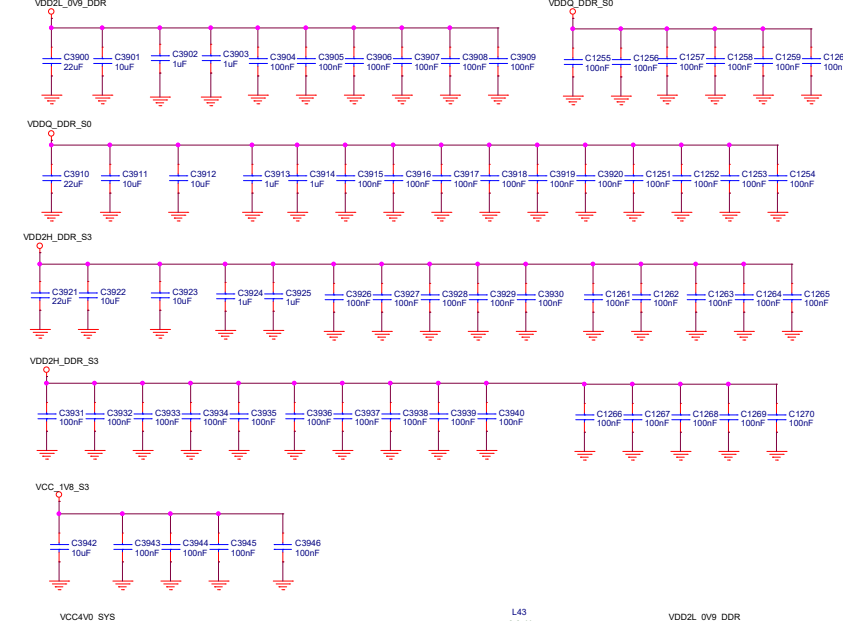 VDD2L_0V9_DDR
VDDQ_DDR_S0
C3900 C3901 C3902 C3903 C3904 C3905 C3906 C3907 C3908 C3909 C1255 C1256 C1257 C1258 C1259 C126
22uF 10uF 1uF 1uF 100nF 100nF 100nF 100nF 100nF 100nF 100nF 100nF 100nF 100nF 100nF 100n
VDDQ_DDR_S0
C3910 C3911 C3912 C3913 C3914 C3915 C3916 C3917 C3918 C3919 C3920 C1251 C1252 C1253 C1254
22uF 10uF 10uF 1uF 1uF 100nF 100nF 100nF 100nF 100nF 100nF 100nF 100nF 100nF 100nF
VDD2H_DDR_S3
C3921 C3922 C3923 C3924 C3925 C3926 C3927 C3928 C3929 C3930 C1261 C1262 C1263 C1264 C1265
22uF 10uF 10uF 1uF 1uF 100nF 100nF 100nF 100nF 100nF 100nF 100nF 100nF 100nF 100nF
VDD2H_DDR_S3
C3931 C3932 C3933 C3934 C3935 C3936 C3937 C3938 C3939 C3940 C1266 C1267 C1268 C1269 C1270
100nF 100nF 100nF 100nF 100nF 100nF 100nF 100nF 100nF 100nF 100nF 100nF 100nF 100nF 100nF
VCC_1V8_S3
C3942 C3943 C3944 C3945 C3946
10uF 100nF 100nF 100nF 100nF
VCC4V0_SYS L43 VDD2L_0V9_DDR